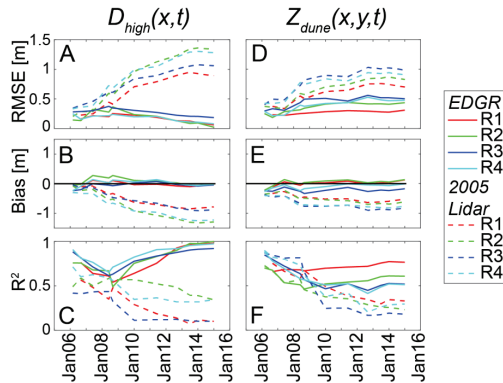 D_high(x,t)
Z_dune(x,y,t)
RMSE [m]
1.5
1
0.5
0
A
D
Bias [m]
1
0
-1
B
E
R²
1
0.5
0
C
F
Jan06
Jan08
Jan10
Jan12
Jan14
Jan16
Jan06
Jan08
Jan10
Jan12
Jan14
Jan16
EDGR
R1
R2
R3
R4
2005
Lidar
R1
R2
R3
R4